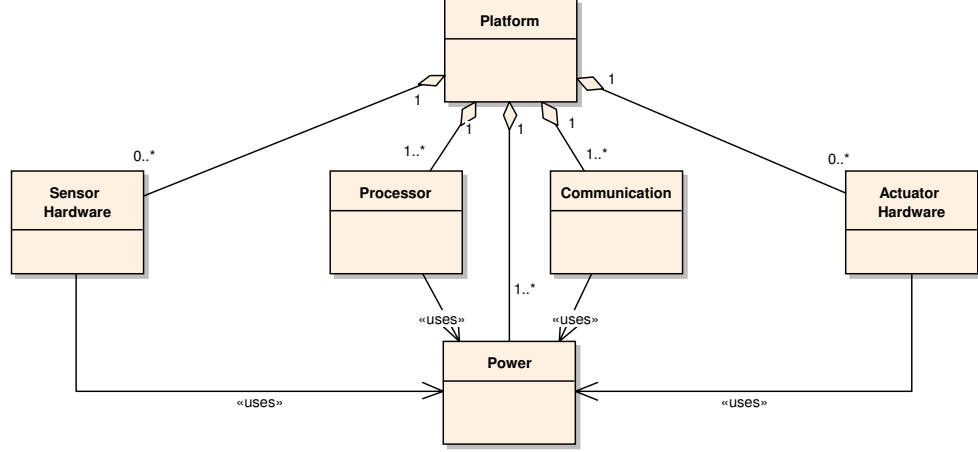 Platform
1
1
1
1
1
0..*
1..*
1..*
0..*
Sensor
Hardware
Processor
Communication
Actuator
Hardware
1..*
«uses»
«uses»
Power
«uses»
«uses»